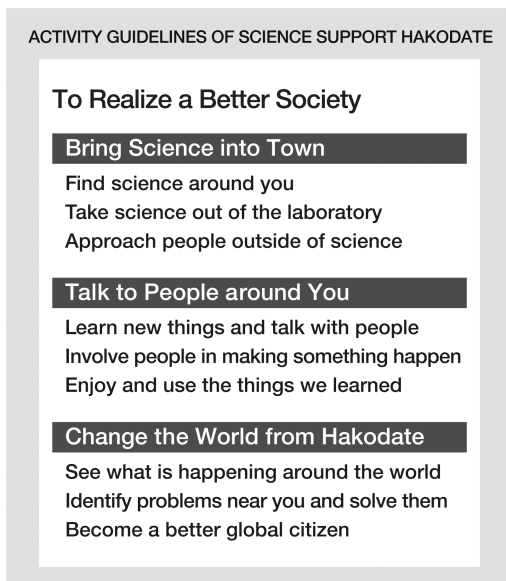 ACTIVITY GUIDELINES OF SCIENCE SUPPORT HAKODATE
To Realize a Better Society
Bring Science into Town
Find science around you
Take science out of the laboratory
Approach people outside of science
Talk to People around You
Learn new things and talk with people
Involve people in making something happen
Enjoy and use the things we learned
Change the World from Hakodate
See what is happening around the world
Identify problems near you and solve them
Become a better global citizen